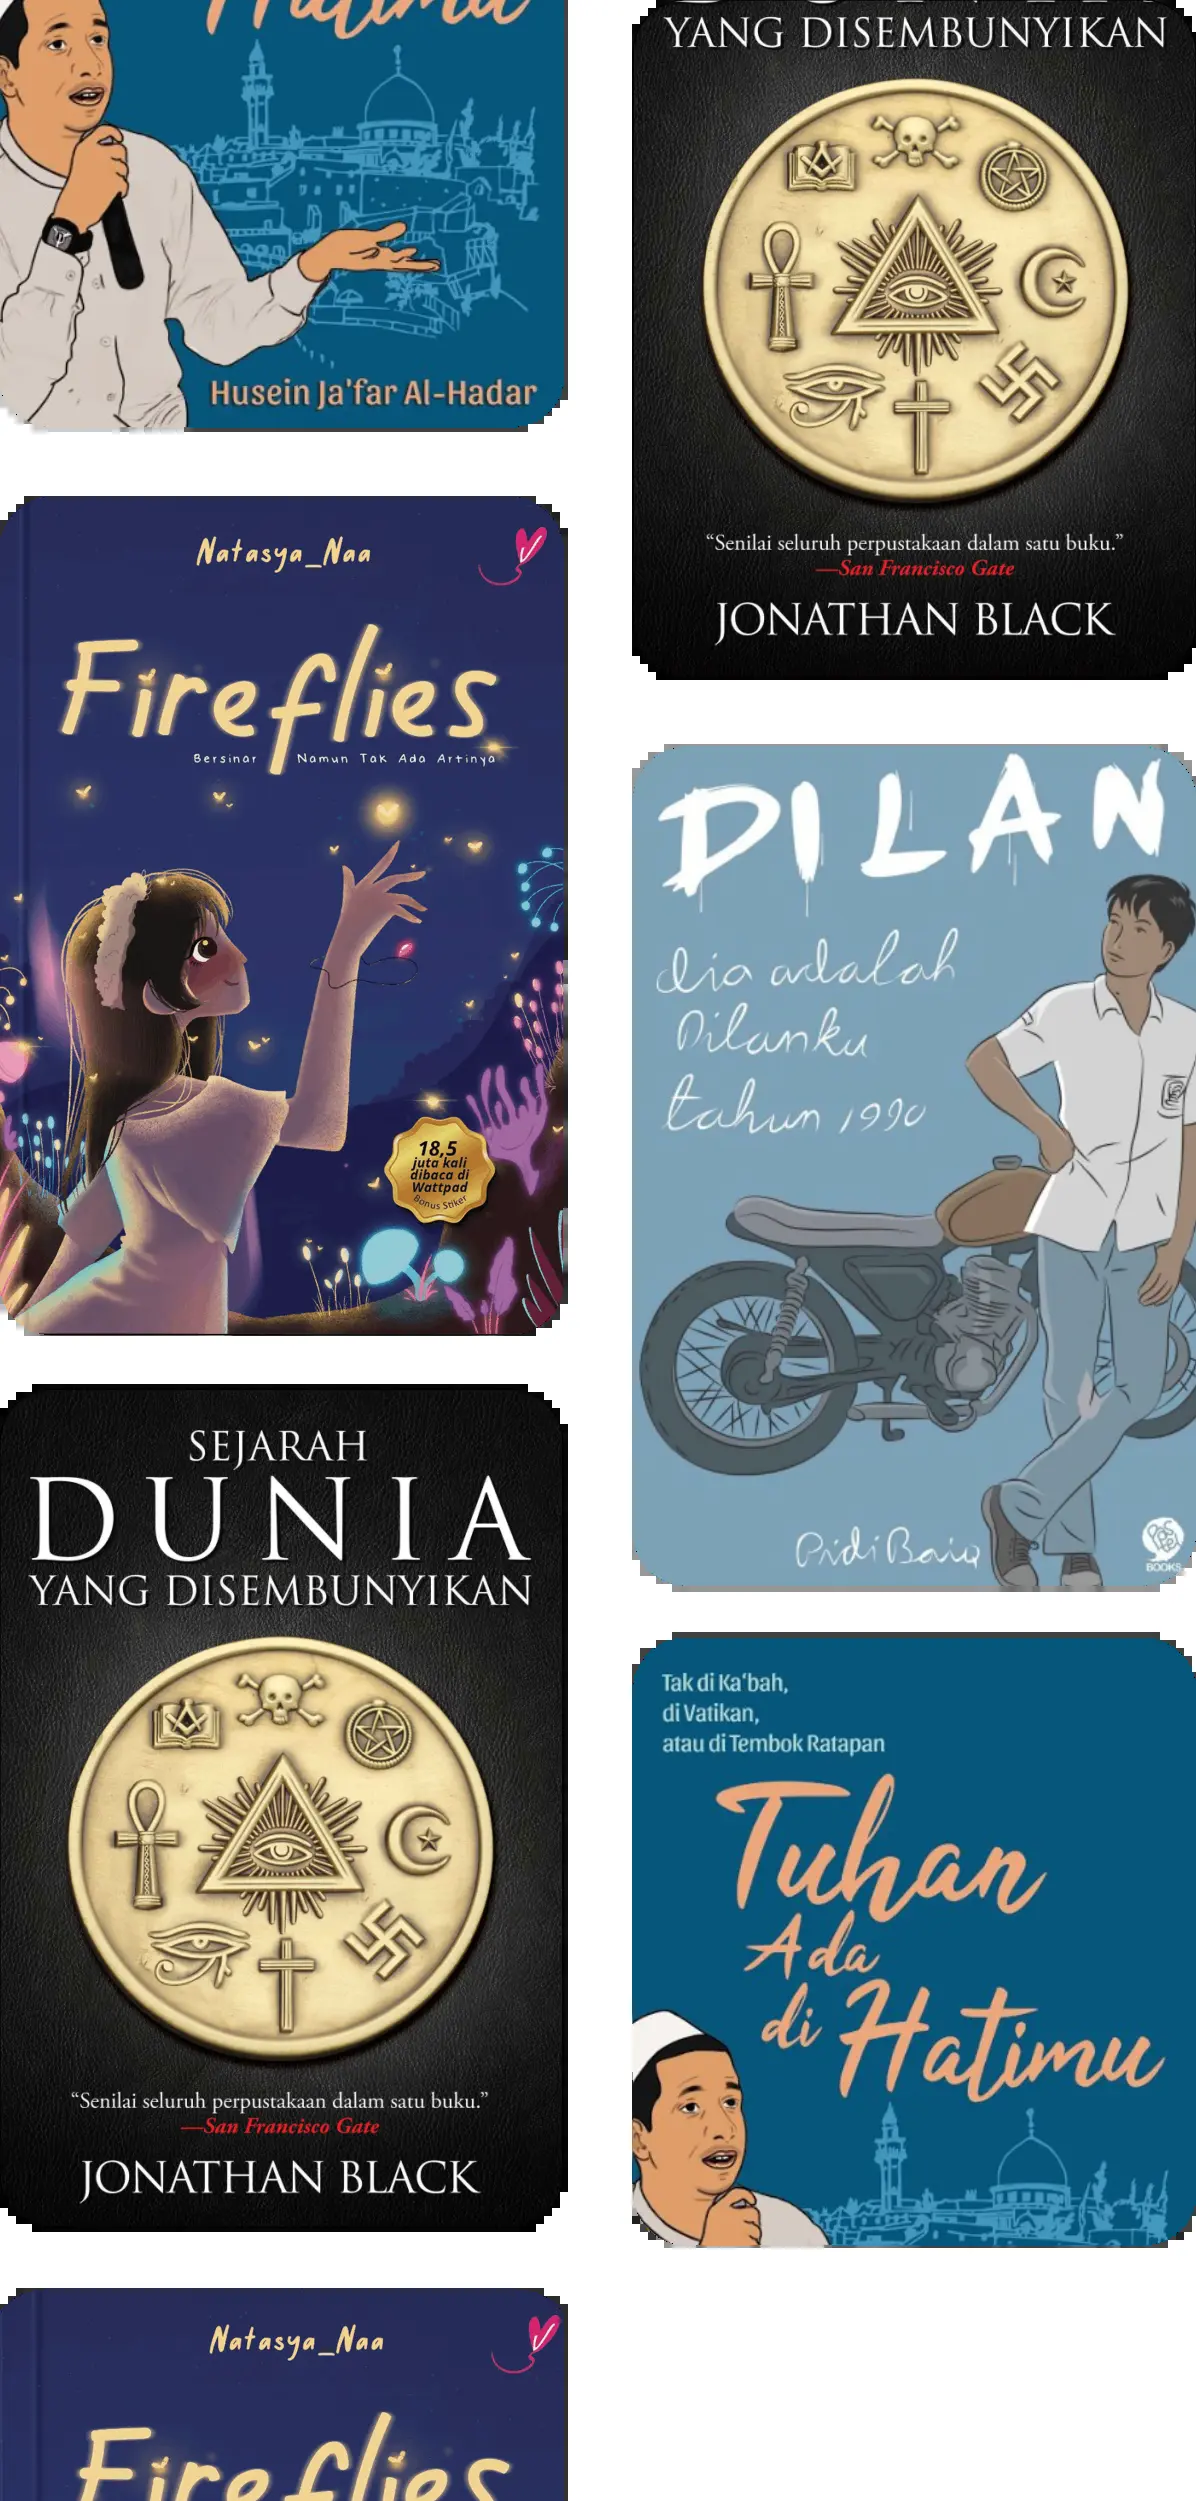 Hatimu
Husein Ja'far Al-Hadar
Natasya_Naa
Fireflies
Bersinar Namun Tak Ada Artinya
18,5
juta kali
dibaca di
Wattpad
Bonus Stiker
SEJARAH
DUNIA
YANG DISEMBUNYIKAN
“Senilai seluruh perpustakaan dalam satu buku.”
—San Francisco Gate
JONATHAN BLACK
Natasya_Naa
Fireflies
YANG DISEMBUNYIKAN
“Senilai seluruh perpustakaan dalam satu buku.”
—San Francisco Gate
JONATHAN BLACK
DILAN
dia adalah
Dilanku
tahun 1990
Pidi Baiq
BOOKS
Tak di Ka‘bah,
di Vatikan,
atau di Tembok Ratapan
Tuhan
Ada
di Hatimu